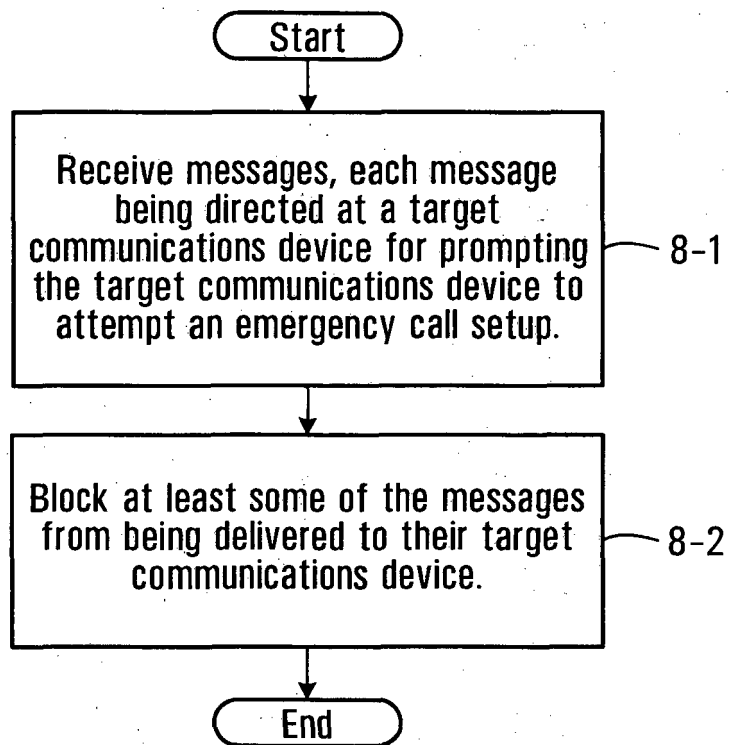 Start
Receive messages, each message
being directed at a target
communications device for prompting
the target communications device to
attempt an emergency call setup.
8-1
Block at least some of the messages
from being delivered to their target
communications device.
8-2
End